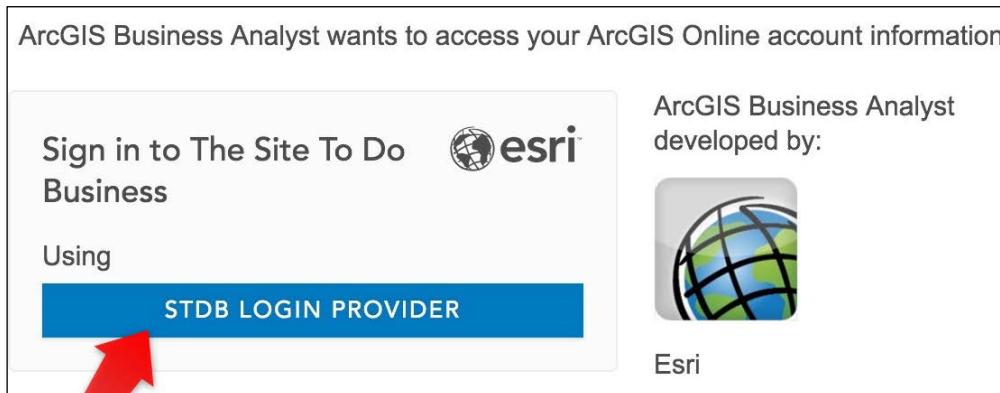 ArcGIS Business Analyst wants to access your ArcGIS Online account information
Sign in to The Site To Do
Business
esri
Using
STDB LOGIN PROVIDER
ArcGIS Business Analyst
developed by:
Esri